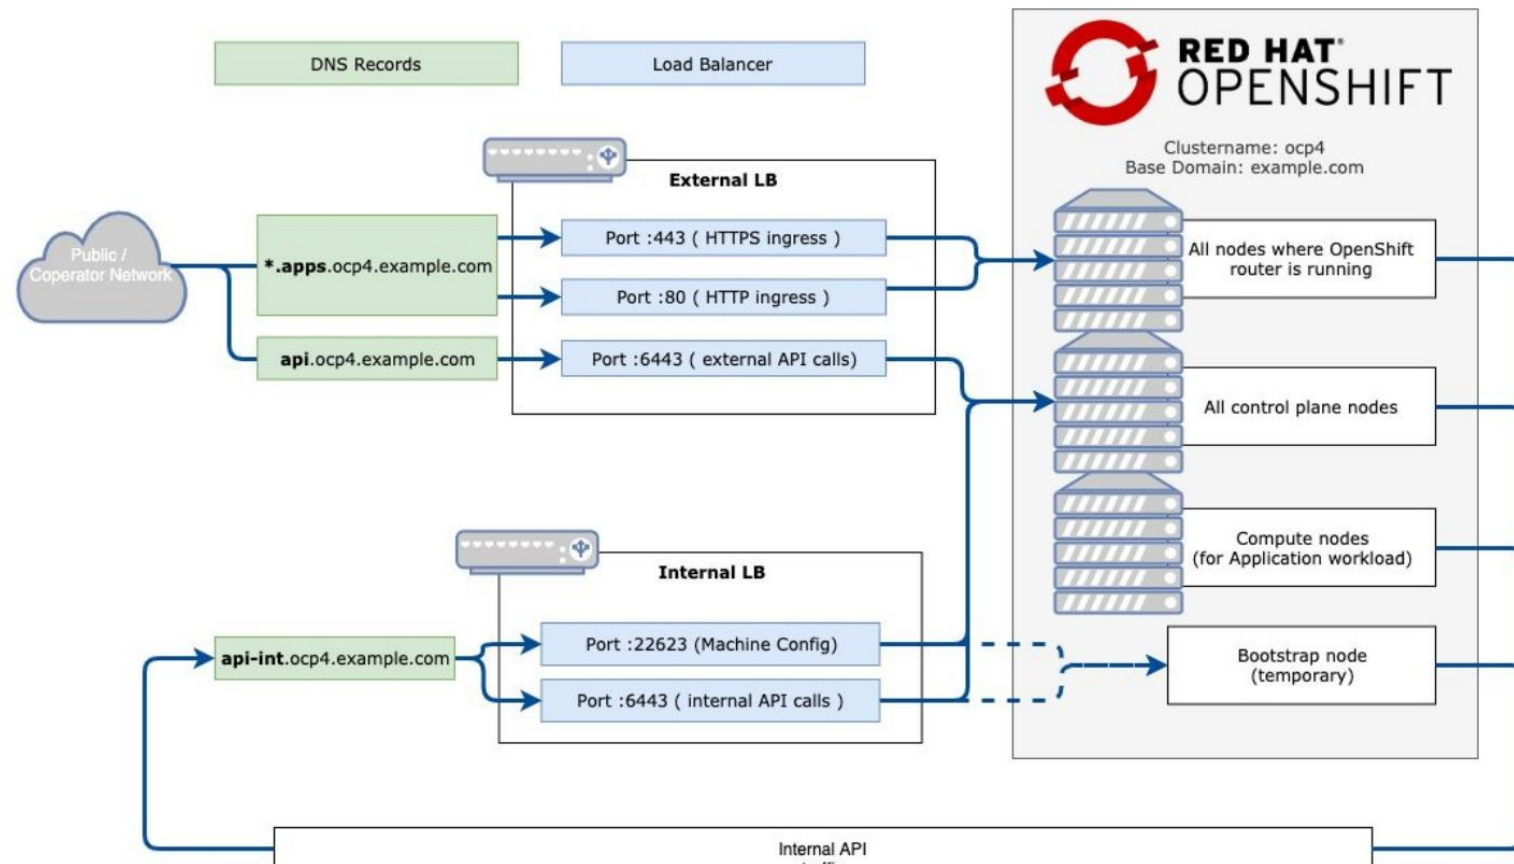 DNS Records
Load Balancer
RED HAT®
OPENSHIFT
Clustername: ocp4
Base Domain: example.com
External LB
Public /
Coperator Network
*.apps.ocp4.example.com
Port :443 ( HTTPS ingress )
Port :80 ( HTTP ingress )
All nodes where OpenShift
router is running
api.ocp4.example.com
Port :6443 ( external API calls)
All control plane nodes
Internal LB
Compute nodes
(for Application workload)
api-int.ocp4.example.com
Port :22623 (Machine Config)
Port :6443 ( internal API calls )
Bootstrap node
(temporary)
Internal API